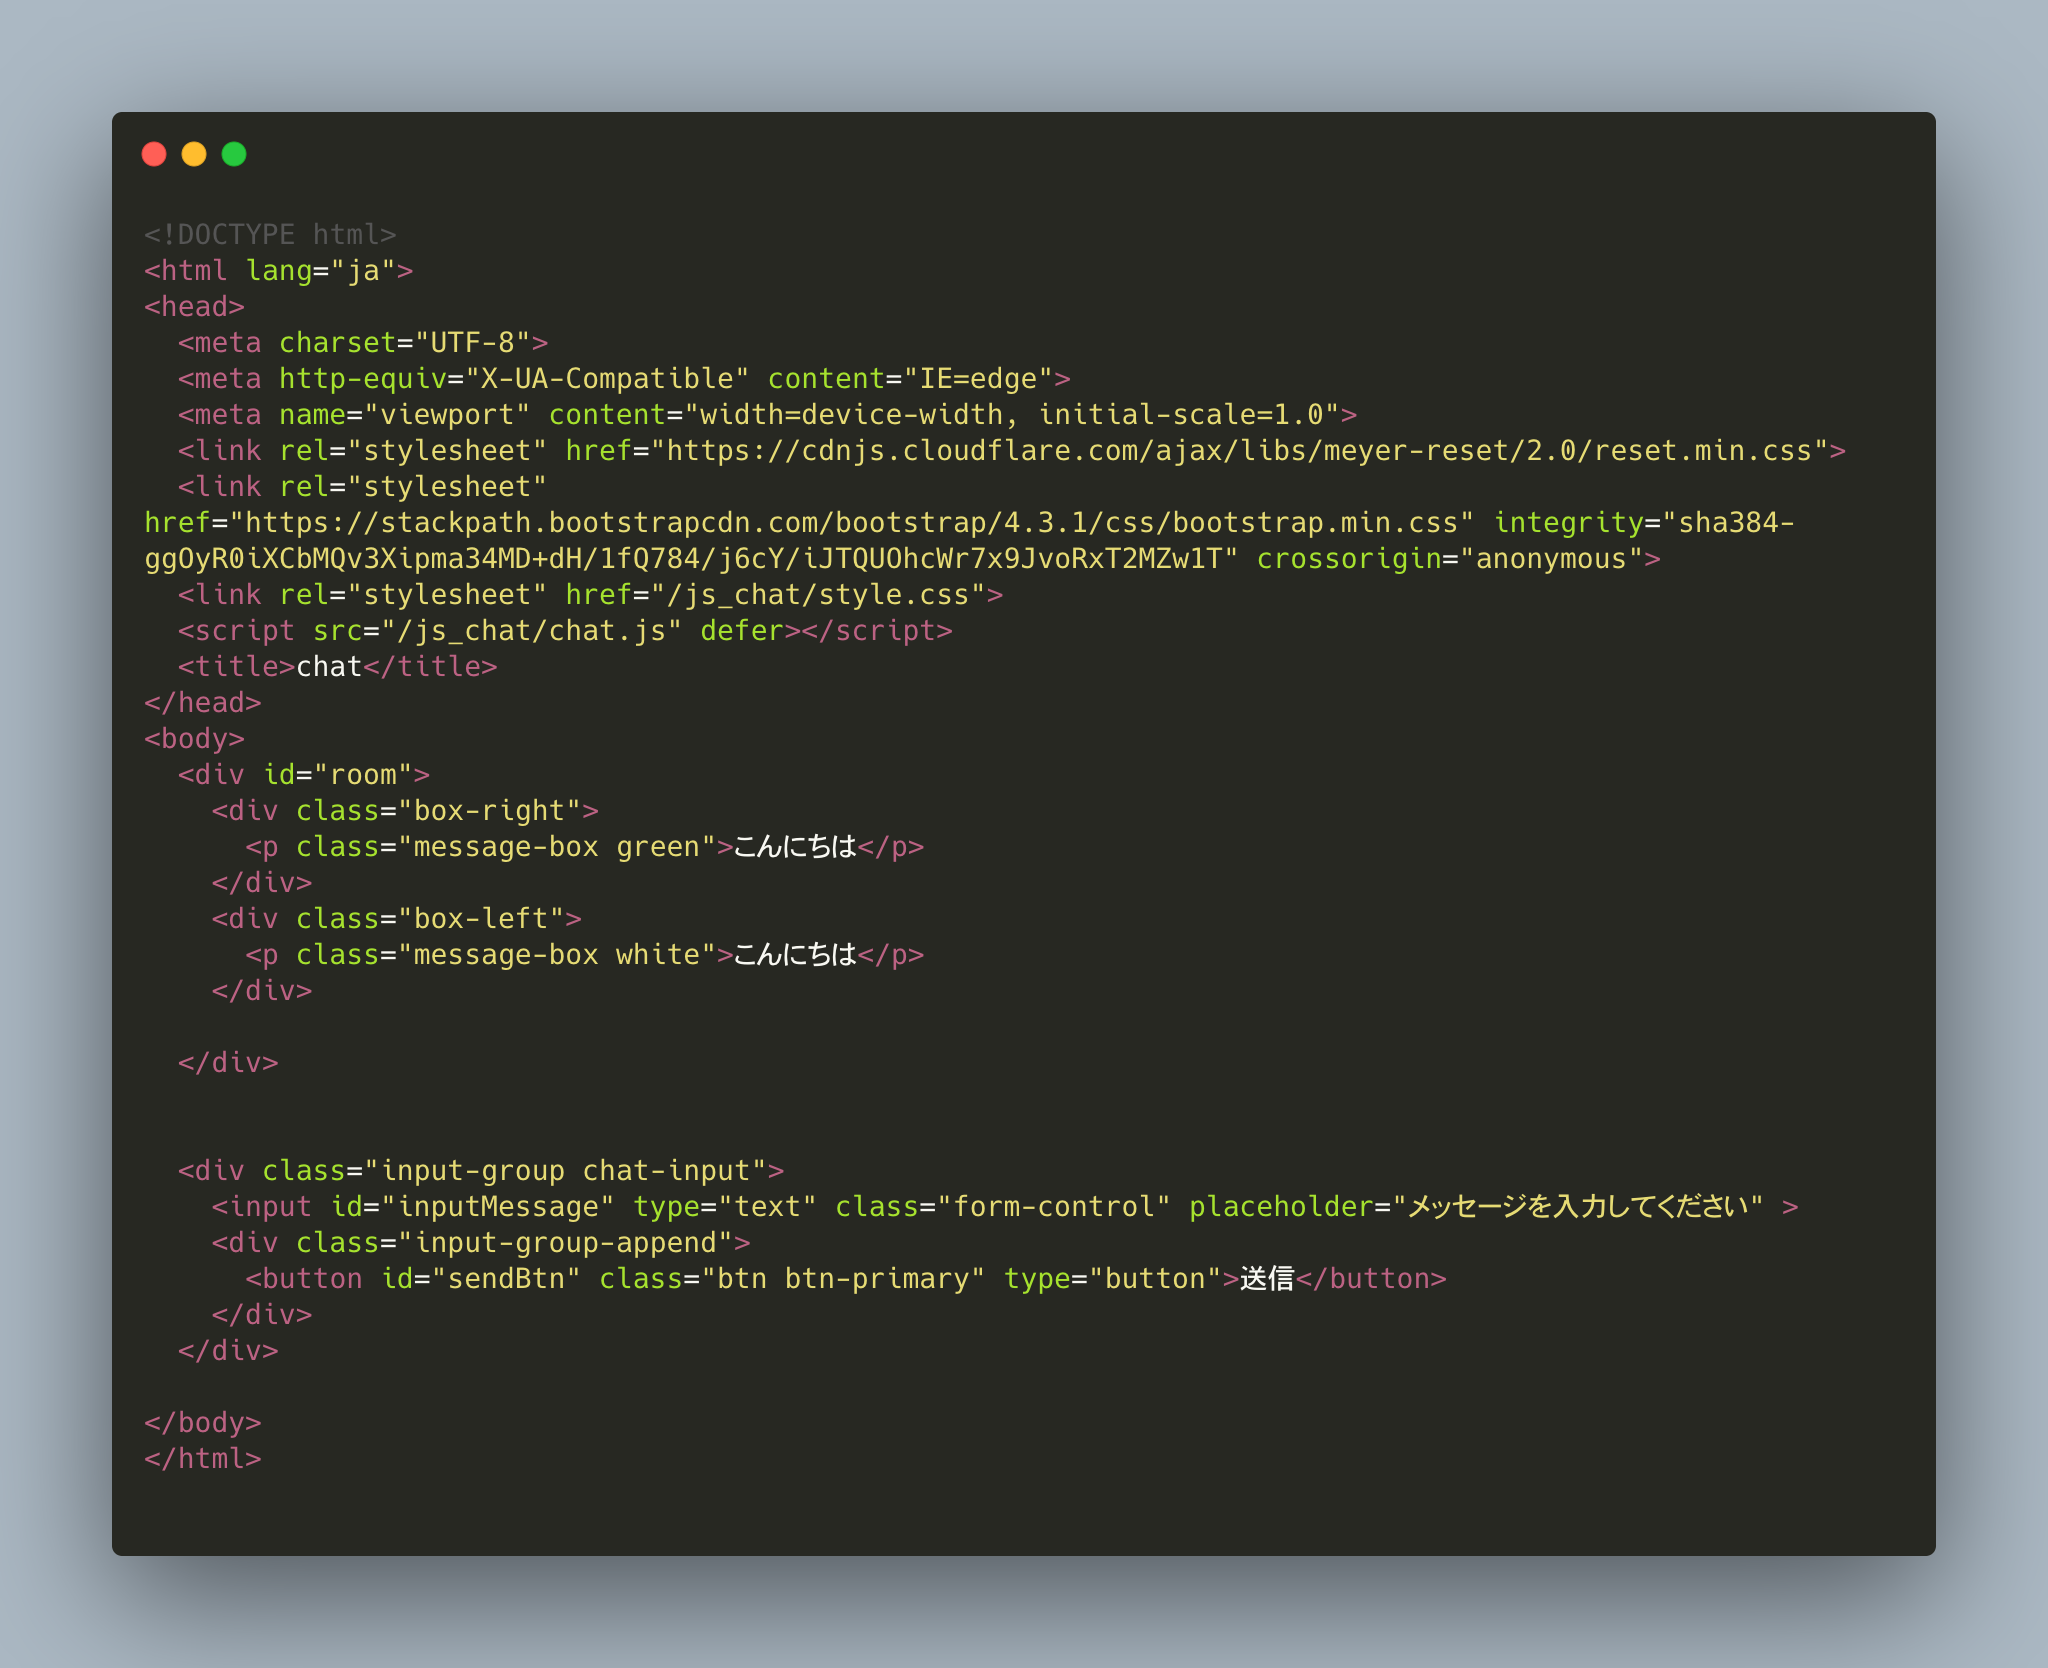 <!DOCTYPE html>
<html lang="ja">
<head>
  <meta charset="UTF-8">
  <meta http-equiv="X-UA-Compatible" content="IE=edge">
  <meta name="viewport" content="width=device-width, initial-scale=1.0">
  <link rel="stylesheet" href="https://cdnjs.cloudflare.com/ajax/libs/meyer-reset/2.0/reset.min.css">
  <link rel="stylesheet"
href="https://stackpath.bootstrapcdn.com/bootstrap/4.3.1/css/bootstrap.min.css" integrity="sha384-
ggOyR0iXCbMQv3Xipma34MD+dH/1fQ784/j6cY/iJTQUOhcWr7x9JvoRxT2MZw1T" crossorigin="anonymous">
  <link rel="stylesheet" href="/js_chat/style.css">
  <script src="/js_chat/chat.js" defer></script>
  <title>chat</title>
</head>
<body>
  <div id="room">
    <div class="box-right">
      <p class="message-box green">こんにちは</p>
    </div>
    <div class="box-left">
      <p class="message-box white">こんにちは</p>
    </div>
  </div>
  <div class="input-group chat-input">
    <input id="inputMessage" type="text" class="form-control" placeholder="メッセージを入力してください" >
    <div class="input-group-append">
      <button id="sendBtn" class="btn btn-primary" type="button">送信</button>
    </div>
  </div>
</body>
</html>